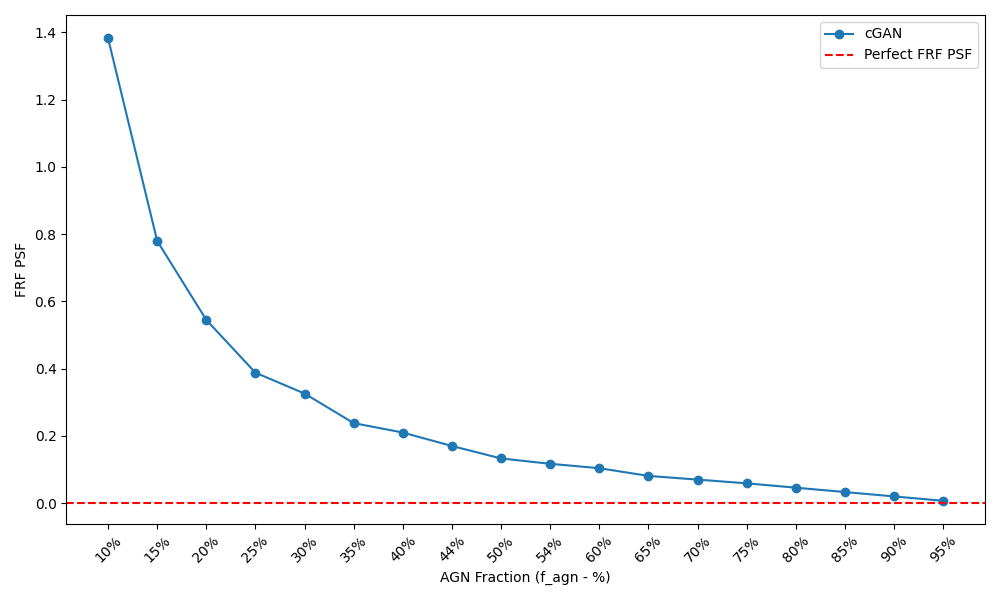 cGAN
Perfect FRF PSF
FRF PSF
1.4
1.2
1.0
0.8
0.6
0.4
0.2
0.0
10% 15% 20% 25% 30% 35% 40% 44% 50% 54% 60% 65% 70% 75% 80% 85% 90% 95%
AGN Fraction (f_agn - %)